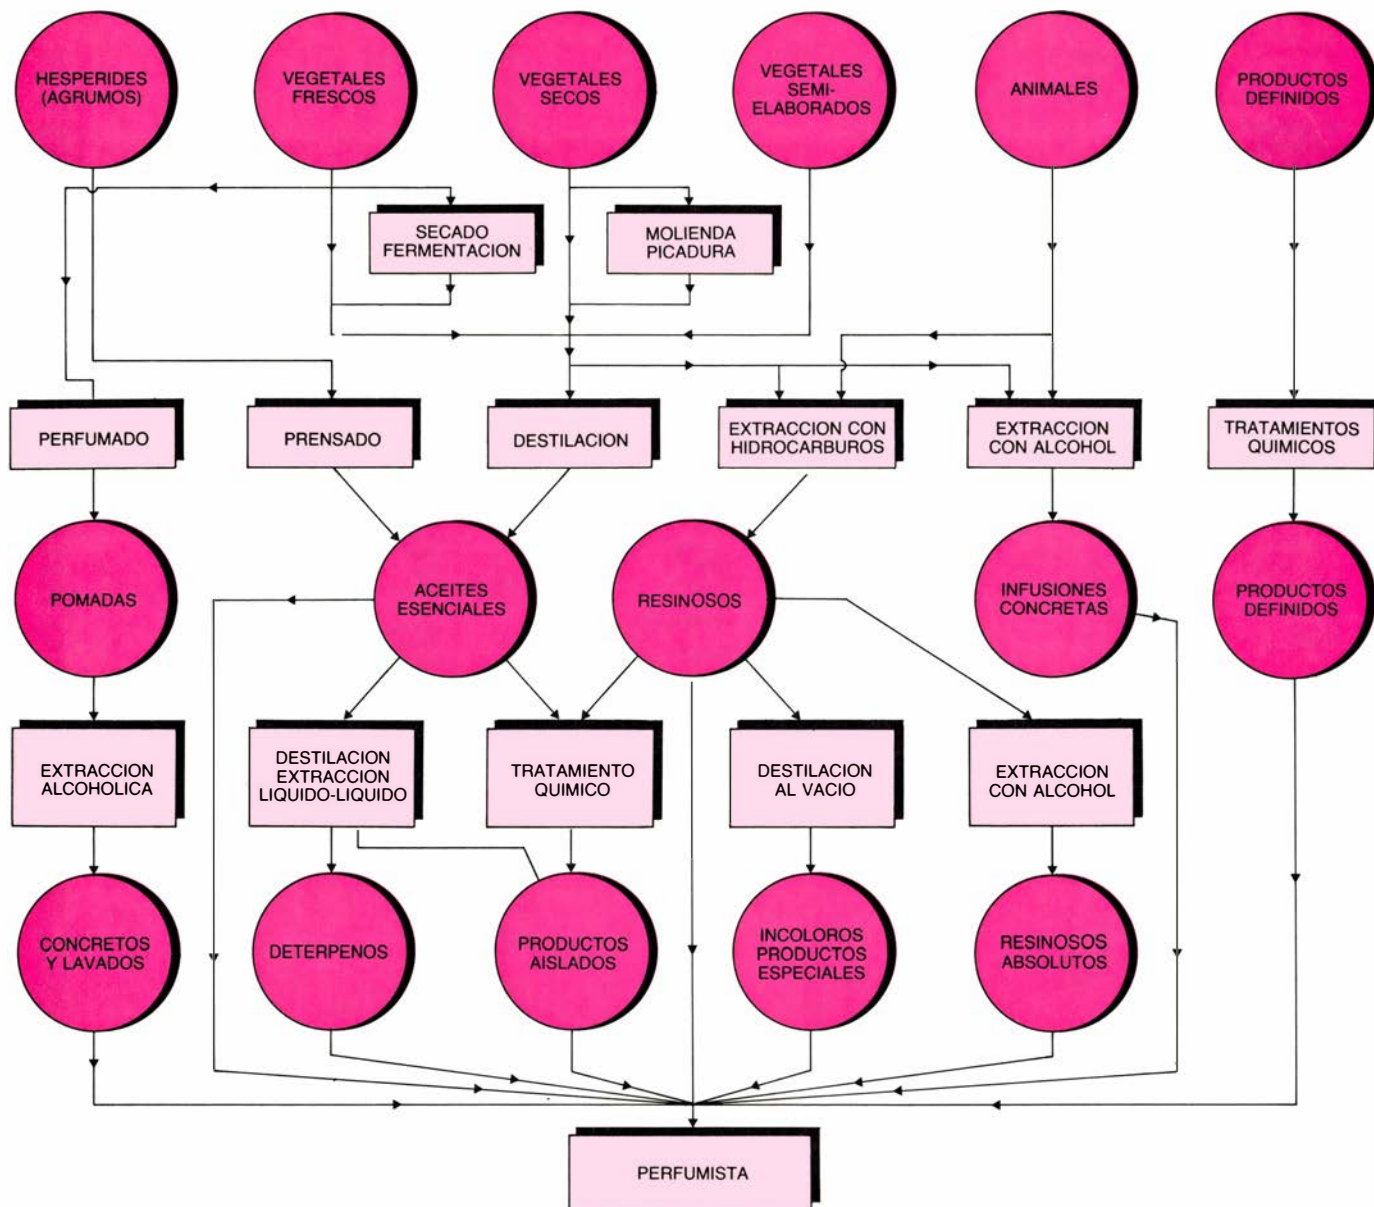 HESPERIDES
(AGRUMOS)
VEGETALES
FRESCOS
VEGETALES
SECOS
VEGETALES
SEMI-
ELABORADOS
ANIMALES
PRODUCTOS
DEFINIDOS
SECADO
FERMENTACION
MOLIENDA
PICADURA
PERFUMADO
PRENSADO
DESTILACION
EXTRACCION CON
HIDROCARBUROS
EXTRACCION
CON ALCOHOL
TRATAMIENTOS
QUIMICOS
POMADAS
ACEITES
ESENCIALES
RESINOSOS
INFUSIONES
CONCRETAS
PRODUCTOS
DEFINIDOS
EXTRACCION
ALCOHOLICA
DESTILACION
EXTRACCION
LIQUIDO-LIQUIDO
TRATAMIENTO
QUIMICO
DESTILACION
AL VACIO
EXTRACCION
CON ALCOHOL
CONCRETOS
Y LAVADOS
DETERPENOS
PRODUCTOS
AISLADOS
INCOLOROS
PRODUCTOS
ESPECIALES
RESINOSOS
ABSOLUTOS
PERFUMISTA